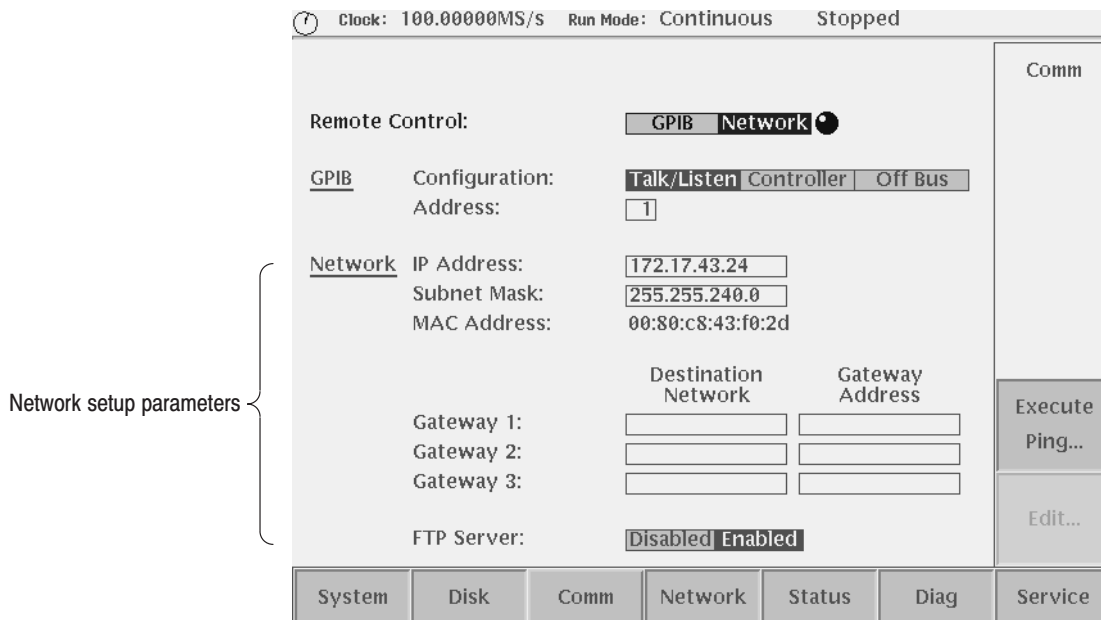 Clock: 100.00000MS/s Run Mode: Continuous Stopped
Comm
Remote Control: GPIB Network
GPIB Configuration: Talk/Listen Controller Off Bus
Address: 1
Network IP Address: 172.17.43.24
Subnet Mask: 255.255.240.0
MAC Address: 00:80:c8:43:f0:2d
Network setup parameters
Destination Network Gateway Address
Gateway 1:
Gateway 2:
Gateway 3:
FTP Server: Disabled Enabled
Execute
Ping...
Edit...
System Disk Comm Network Status Diag Service